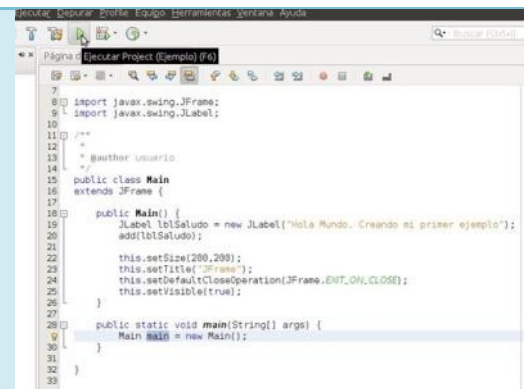 Ejecutar Depurar Profile Equipo Herramientas Ventana Ayuda
Buscar (Ctrl+I)
Página d
Ejecutar Project (Ejemplo) (F6)
7
8 import javax.swing.JFrame;
9 import javax.swing.JLabel;
10
11 /**
12 *
13 * @author usuario
14 */
15 public class Main
16 extends JFrame {
17
18 public Main() {
19 JLabel lblSaludo = new JLabel("Hola Mundo. Creando mi primer ejemplo");
20 add(lblSaludo);
21
22 this.setSize(200,200);
23 this.setTitle("JFrame");
24 this.setDefaultCloseOperation(JFrame.EXIT_ON_CLOSE);
25 this.setVisible(true);
26 }
27
28 public static void main(String[] args) {
Main main = new Main();
30 }
31
32 }
33